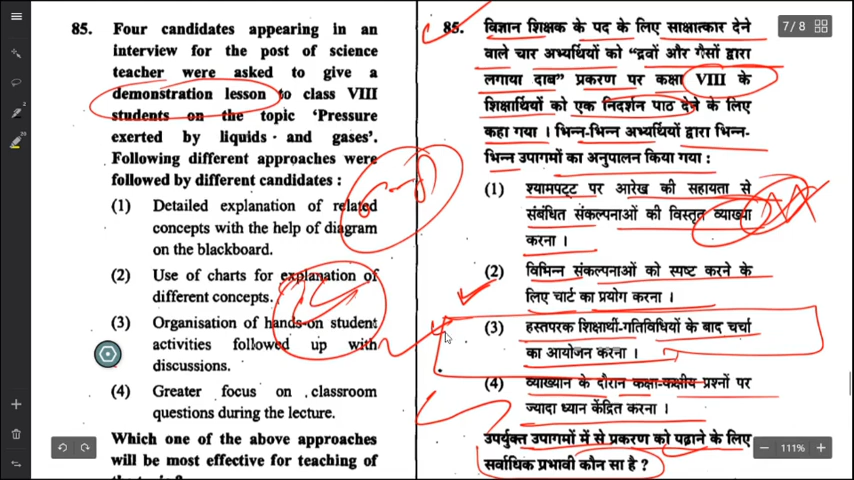 85. Four candidates appearing in an
interview for the post of science
teacher were asked to give a
demonstration lesson to class VIII
students on the topic 'Pressure
exerted by liquids and gases'.
Following different approaches were
followed by different candidates :
(1) Detailed explanation of related
concepts with the help of diagram
on the blackboard.
(2) Use of charts for explanation of
different concepts.
(3) Organisation of hands-on student
activities followed up with
discussions.
(4) Greater focus on classroom
questions during the lecture.
Which one of the above approaches
will be most effective for teaching of
85. विज्ञान शिक्षक के पद के लिए साक्षात्कार देने
वाले चार अभ्यर्थियों को “द्रवों और गैसों द्वारा
लगाया दाब” प्रकरण पर कक्षा VIII के
शिक्षार्थियों को एक निदर्शन पाठ देने के लिए
कहा गया । भिन्न-भिन्न अभ्यर्थियों द्वारा भिन्न-
भिन्न उपागमों का अनुपालन किया गया :
(1) श्यामपट्ट पर आरेख की सहायता से
संबंधित संकल्पनाओं की विस्तृत व्याख्या
करना ।
(2) विभिन्न संकल्पनाओं को स्पष्ट करने के
लिए चार्ट का प्रयोग करना ।
(3) हस्तपरक शिक्षार्थी-गतिविधियों के बाद चर्चा
का आयोजन करना ।
(4) व्याख्यान के दौरान कक्षा-कक्षीय प्रश्नों पर
ज्यादा ध्यान केंद्रित करना ।
उपर्युक्त उपागमों में से प्रकरण को पढ़ाने के लिए
सर्वाधिक प्रभावी कौन सा है ?
7/8
111%